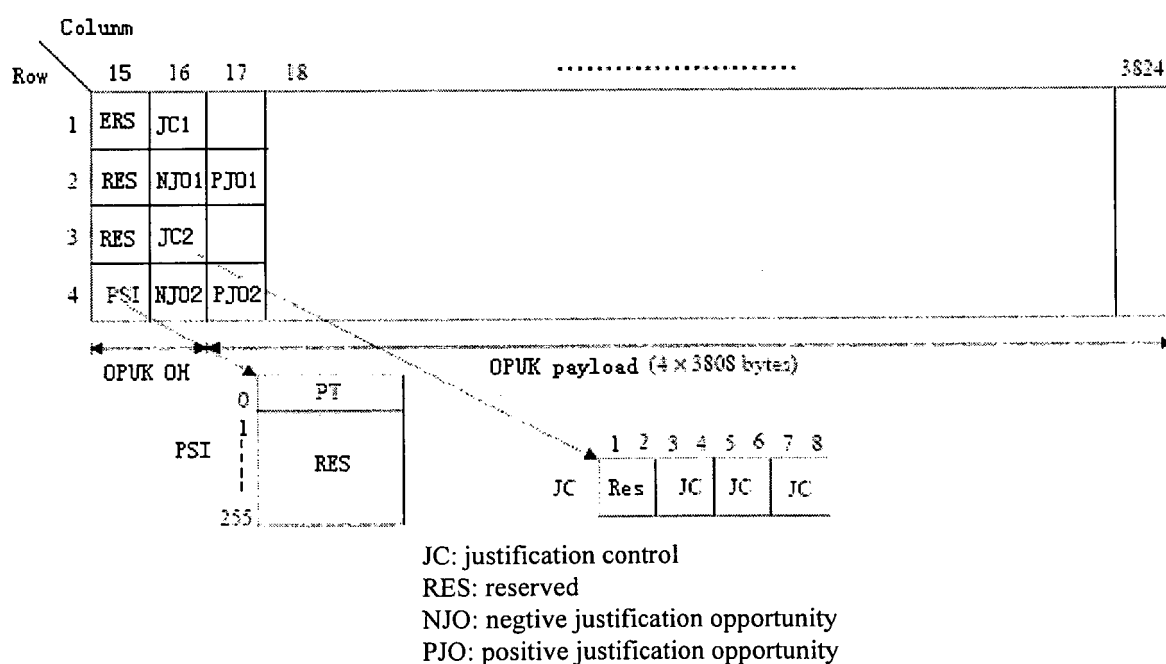 Colunm
Row 15 16 17 18 ........................ 3824
1 ERS JC1
2 RES NJO1 PJO1
3 RES JC2
4 PSI NJO2 PJO2
OPUK OH OPUK payload (4 × 3808 bytes)
0 PT
PSI 1 RES
255
1 2 3 4 5 6 7 8
JC Res JC JC JC
JC: justification control
RES: reserved
NJO: negtive justification opportunity
PJO: positive justification opportunity